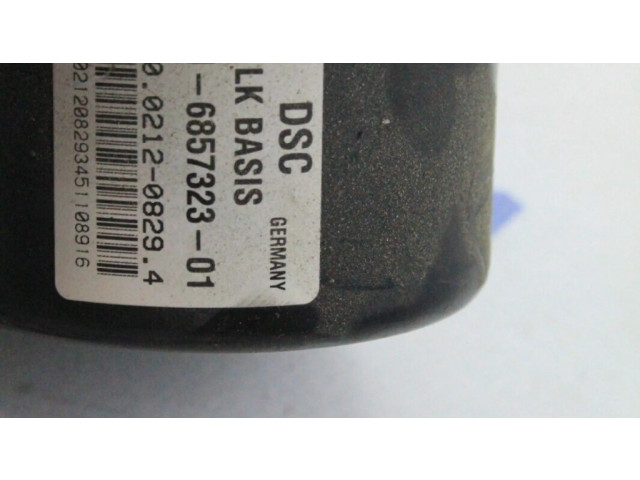 DSC
LK BASIS GERMANY
-6857323-01
0.0212-0829.4
021208293451108916